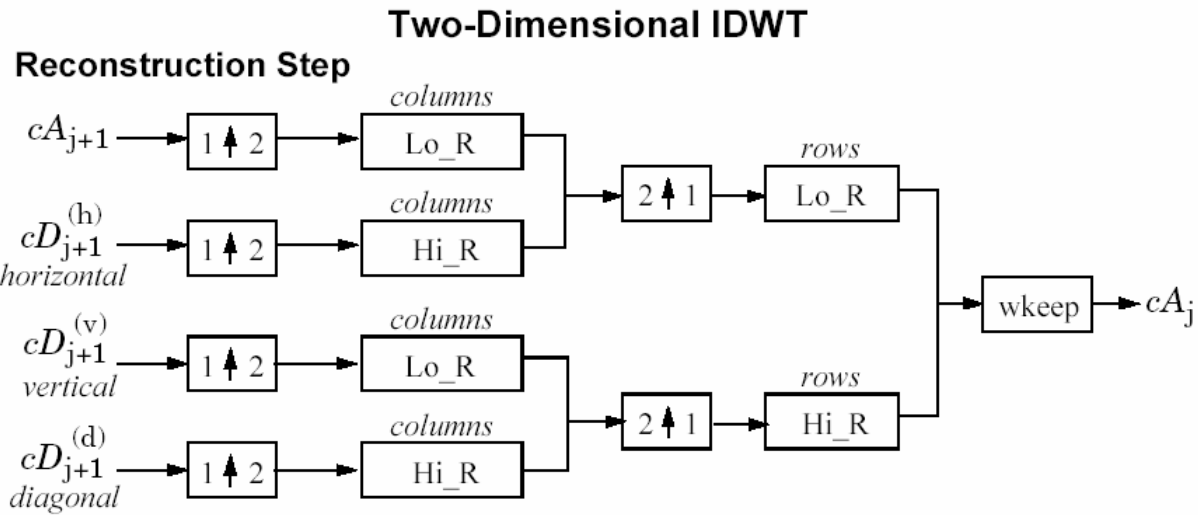 Two-Dimensional IDWT
Reconstruction Step
columns
cA_{j+1} 1 ↑ 2 Lo_R
rows
2 ↑ 1 Lo_R
columns
cD_{j+1}^{(h)} 1 ↑ 2 Hi_R
horizontal
wkeep cA_j
columns
cD_{j+1}^{(v)} 1 ↑ 2 Lo_R
vertical
rows
2 ↑ 1 Hi_R
columns
cD_{j+1}^{(d)} 1 ↑ 2 Hi_R
diagonal